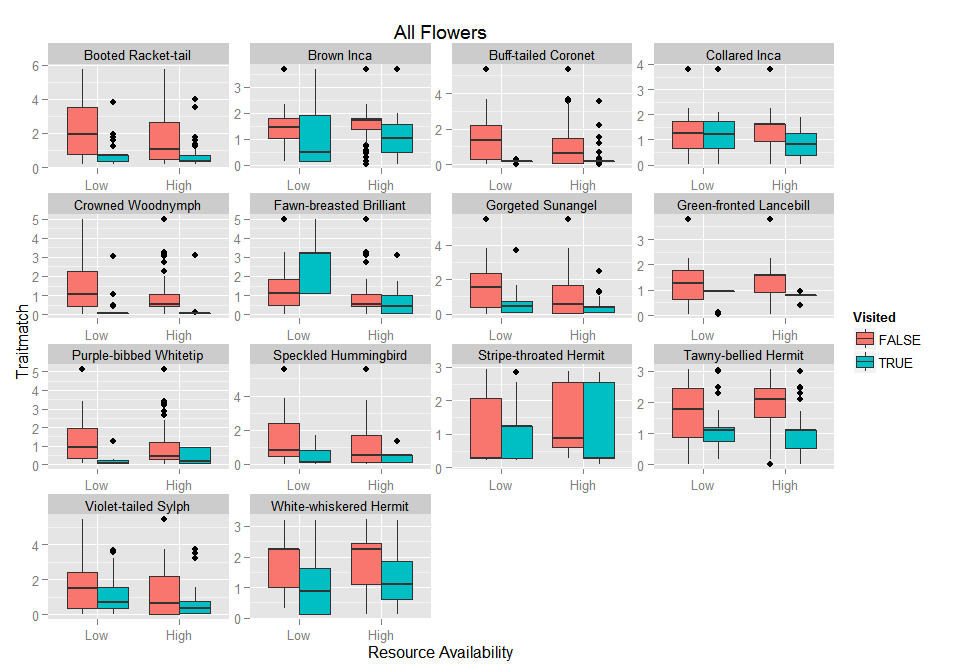 All Flowers
Booted Racket-tail Brown Inca Buff-tailed Coronet Collared Inca
6 4 2 0
3 2 1 0
4 2 0
4 3 2 1 0
Low High Low High Low High Low High
Crowned Woodnymph Fawn-breasted Brilliant Gorgeted Sunangel Green-fronted Lancebill
5 4 3 2 1 0
5 4 3 2 1 0
4 2 0
3 2 1 0
Low High Low High Low High Low High
Purple-bibbed Whitetip Speckled Hummingbird Stripe-throated Hermit Tawny-bellied Hermit
5 4 3 2 1 0
4 2 0
3 2 1 0
3 2 1 0
Low High Low High Low High Low High
Violet-tailed Sylph White-whiskered Hermit
4 2 0
3 2 1 0
Low High Low High
Traitmatch
Resource Availability
Visited
FALSE
TRUE